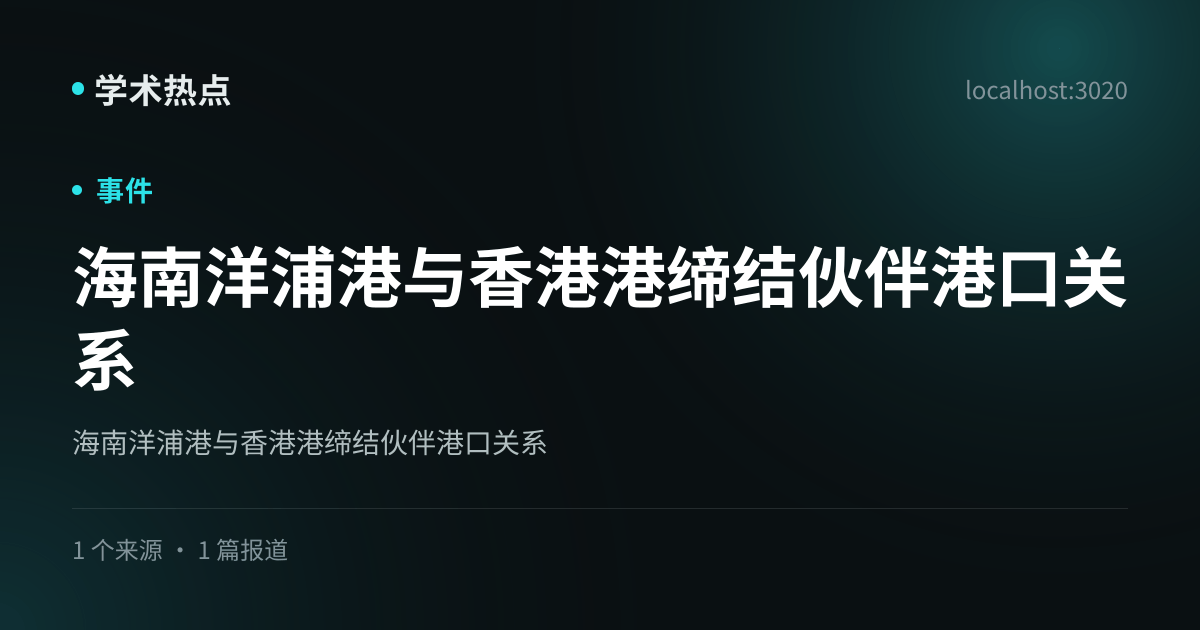 学术热点
localhost:3020
事件
海南洋浦港与香港港缔结伙伴港口关
系
海南洋浦港与香港港缔结伙伴港口关系
1 个来源 · 1 篇报道